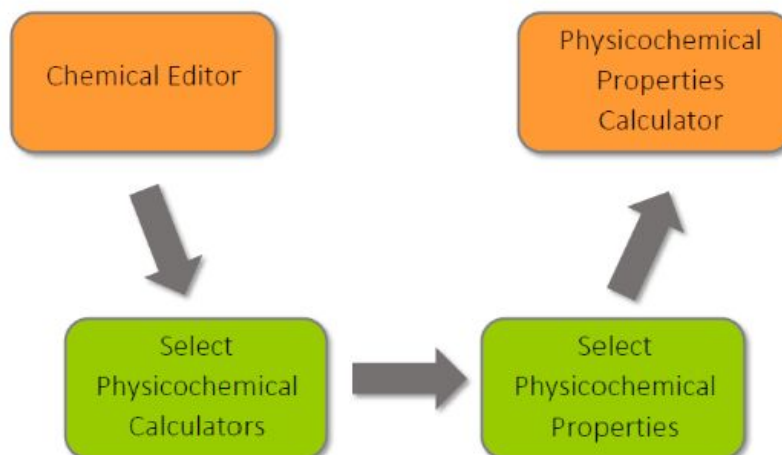 Chemical Editor
Physicochemical
Properties
Calculator
Select
Physicochemical
Calculators
Select
Physicochemical
Properties